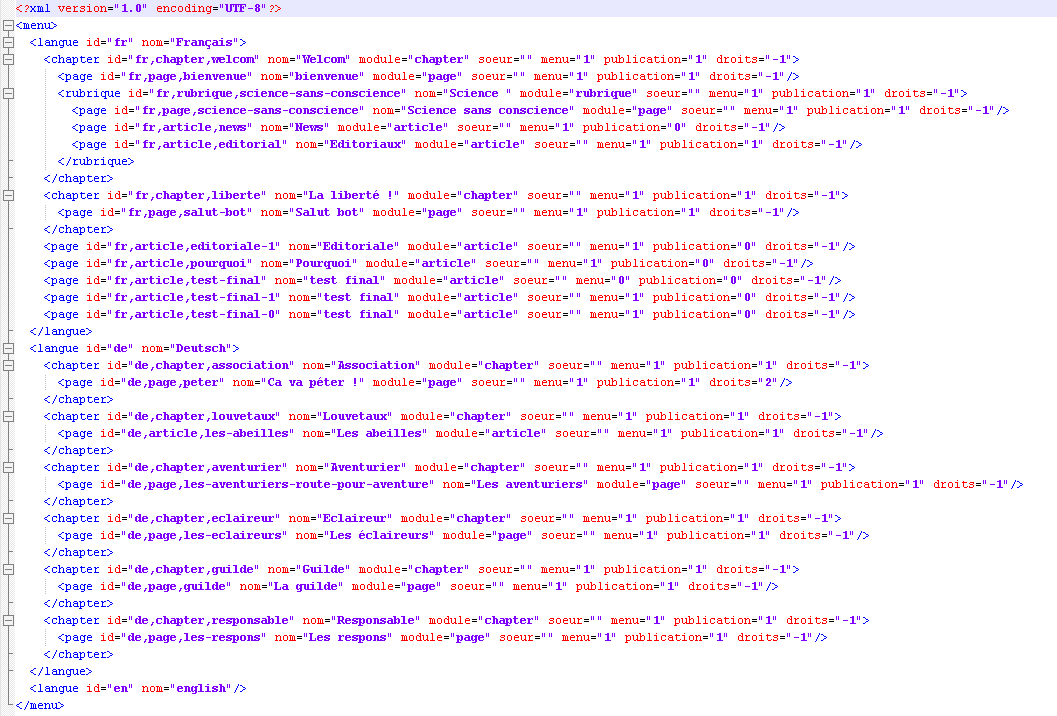 <?xml version="1.0" encoding="UTF-8"?>
<menu>
<langue id="fr" nom="Français">
<chapter id="fr,chapter,welcom" nom="Welcom" module="chapter" soeur="" menu="1" publication="1" droits="-1">
<page id="fr,page,bienvenue" nom="bienvenue" module="page" soeur="" menu="1" publication="1" droits="-1"/>
<rubrique id="fr,rubrique,science-sans-conscience" nom="Science " module="rubrique" soeur="" menu="1" publication="1" droits="-1">
<page id="fr,page,science-sans-conscience" nom="Science sans conscience" module="page" soeur="" menu="1" publication="1" droits="-1"/>
<page id="fr,article,news" nom="News" module="article" soeur="" menu="1" publication="0" droits="-1"/>
<page id="fr,article,editorial" nom="Editoriaux" module="article" soeur="" menu="1" publication="1" droits="-1"/>
</rubrique>
</chapter>
<chapter id="fr,chapter,liberte" nom="La liberté !" module="chapter" soeur="" menu="1" publication="1" droits="-1">
<page id="fr,page,salut-bot" nom="Salut bot" module="page" soeur="" menu="1" publication="1" droits="-1"/>
</chapter>
<page id="fr,article,editoriale-1" nom="Editoriale" module="article" soeur="" menu="1" publication="0" droits="-1"/>
<page id="fr,article,pourquoi" nom="Pourquoi" module="article" soeur="" menu="1" publication="0" droits="-1"/>
<page id="fr,article,test-final" nom="test final" module="article" soeur="" menu="0" publication="0" droits="-1"/>
<page id="fr,article,test-final-1" nom="test final" module="article" soeur="" menu="1" publication="0" droits="-1"/>
<page id="fr,article,test-final-0" nom="test final" module="article" soeur="" menu="1" publication="0" droits="-1"/>
</langue>
<langue id="de" nom="Deutsch">
<chapter id="de,chapter,association" nom="Association" module="chapter" soeur="" menu="1" publication="1" droits="-1">
<page id="de,page,peter" nom="Ca va péter !" module="page" soeur="" menu="1" publication="1" droits="2"/>
</chapter>
<chapter id="de,chapter,louvetaux" nom="Louvetaux" module="chapter" soeur="" menu="1" publication="1" droits="-1">
<page id="de,article,les-abeilles" nom="Les abeilles" module="article" soeur="" menu="1" publication="1" droits="-1"/>
</chapter>
<chapter id="de,chapter,aventurier" nom="Aventurier" module="chapter" soeur="" menu="1" publication="1" droits="-1">
<page id="de,page,les-aventuriers-route-pour-aventure" nom="Les aventuriers" module="page" soeur="" menu="1" publication="1" droits="-1"/>
</chapter>
<chapter id="de,chapter,eclaireur" nom="Eclaireur" module="chapter" soeur="" menu="1" publication="1" droits="-1">
<page id="de,page,les-eclaireurs" nom="Les éclaireurs" module="page" soeur="" menu="1" publication="1" droits="-1"/>
</chapter>
<chapter id="de,chapter,guilde" nom="Guilde" module="chapter" soeur="" menu="1" publication="1" droits="-1">
<page id="de,page,guilde" nom="La guilde" module="page" soeur="" menu="1" publication="1" droits="-1"/>
</chapter>
<chapter id="de,chapter,responsable" nom="Responsable" module="chapter" soeur="" menu="1" publication="1" droits="-1">
<page id="de,page,les-respons" nom="Les respons" module="page" soeur="" menu="1" publication="1" droits="-1"/>
</chapter>
</langue>
<langue id="en" nom="english"/>
</menu>